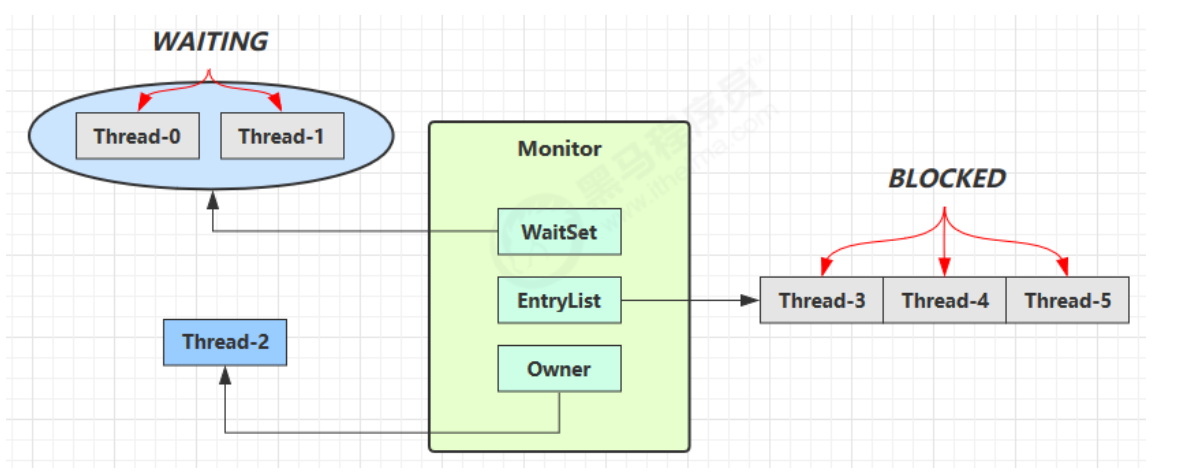 WAITING
Thread-0
Thread-1
Monitor
黑马程序员
www.itheima.com
BLOCKED
WaitSet
EntryList
Thread-3
Thread-4
Thread-5
Thread-2
Owner